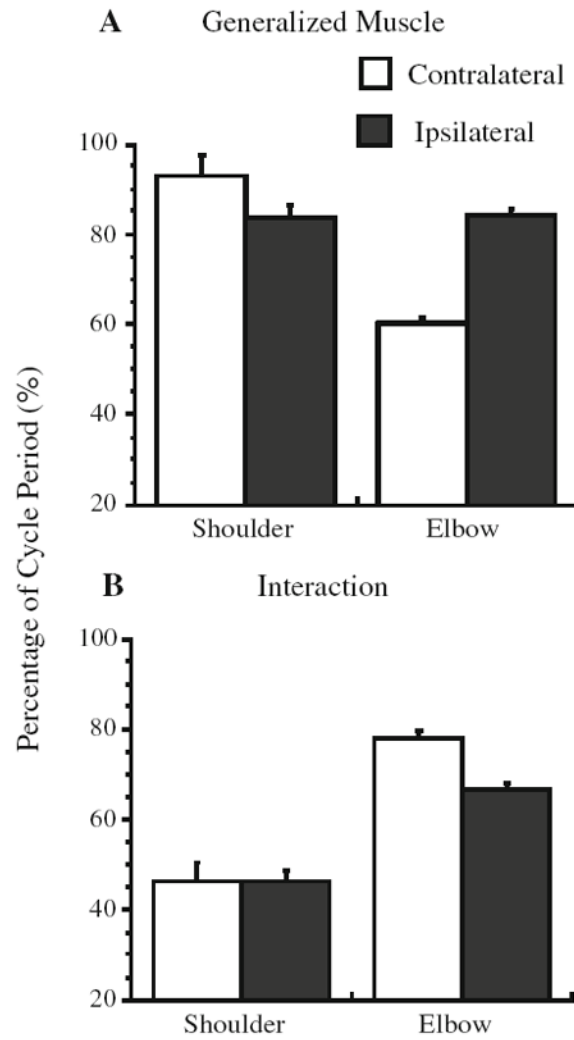 A Generalized Muscle
Contralateral
Ipsilateral
100
80
60
40
20
Shoulder Elbow
Percentage of Cycle Period (%)
B Interaction
100
80
60
40
20
Shoulder Elbow